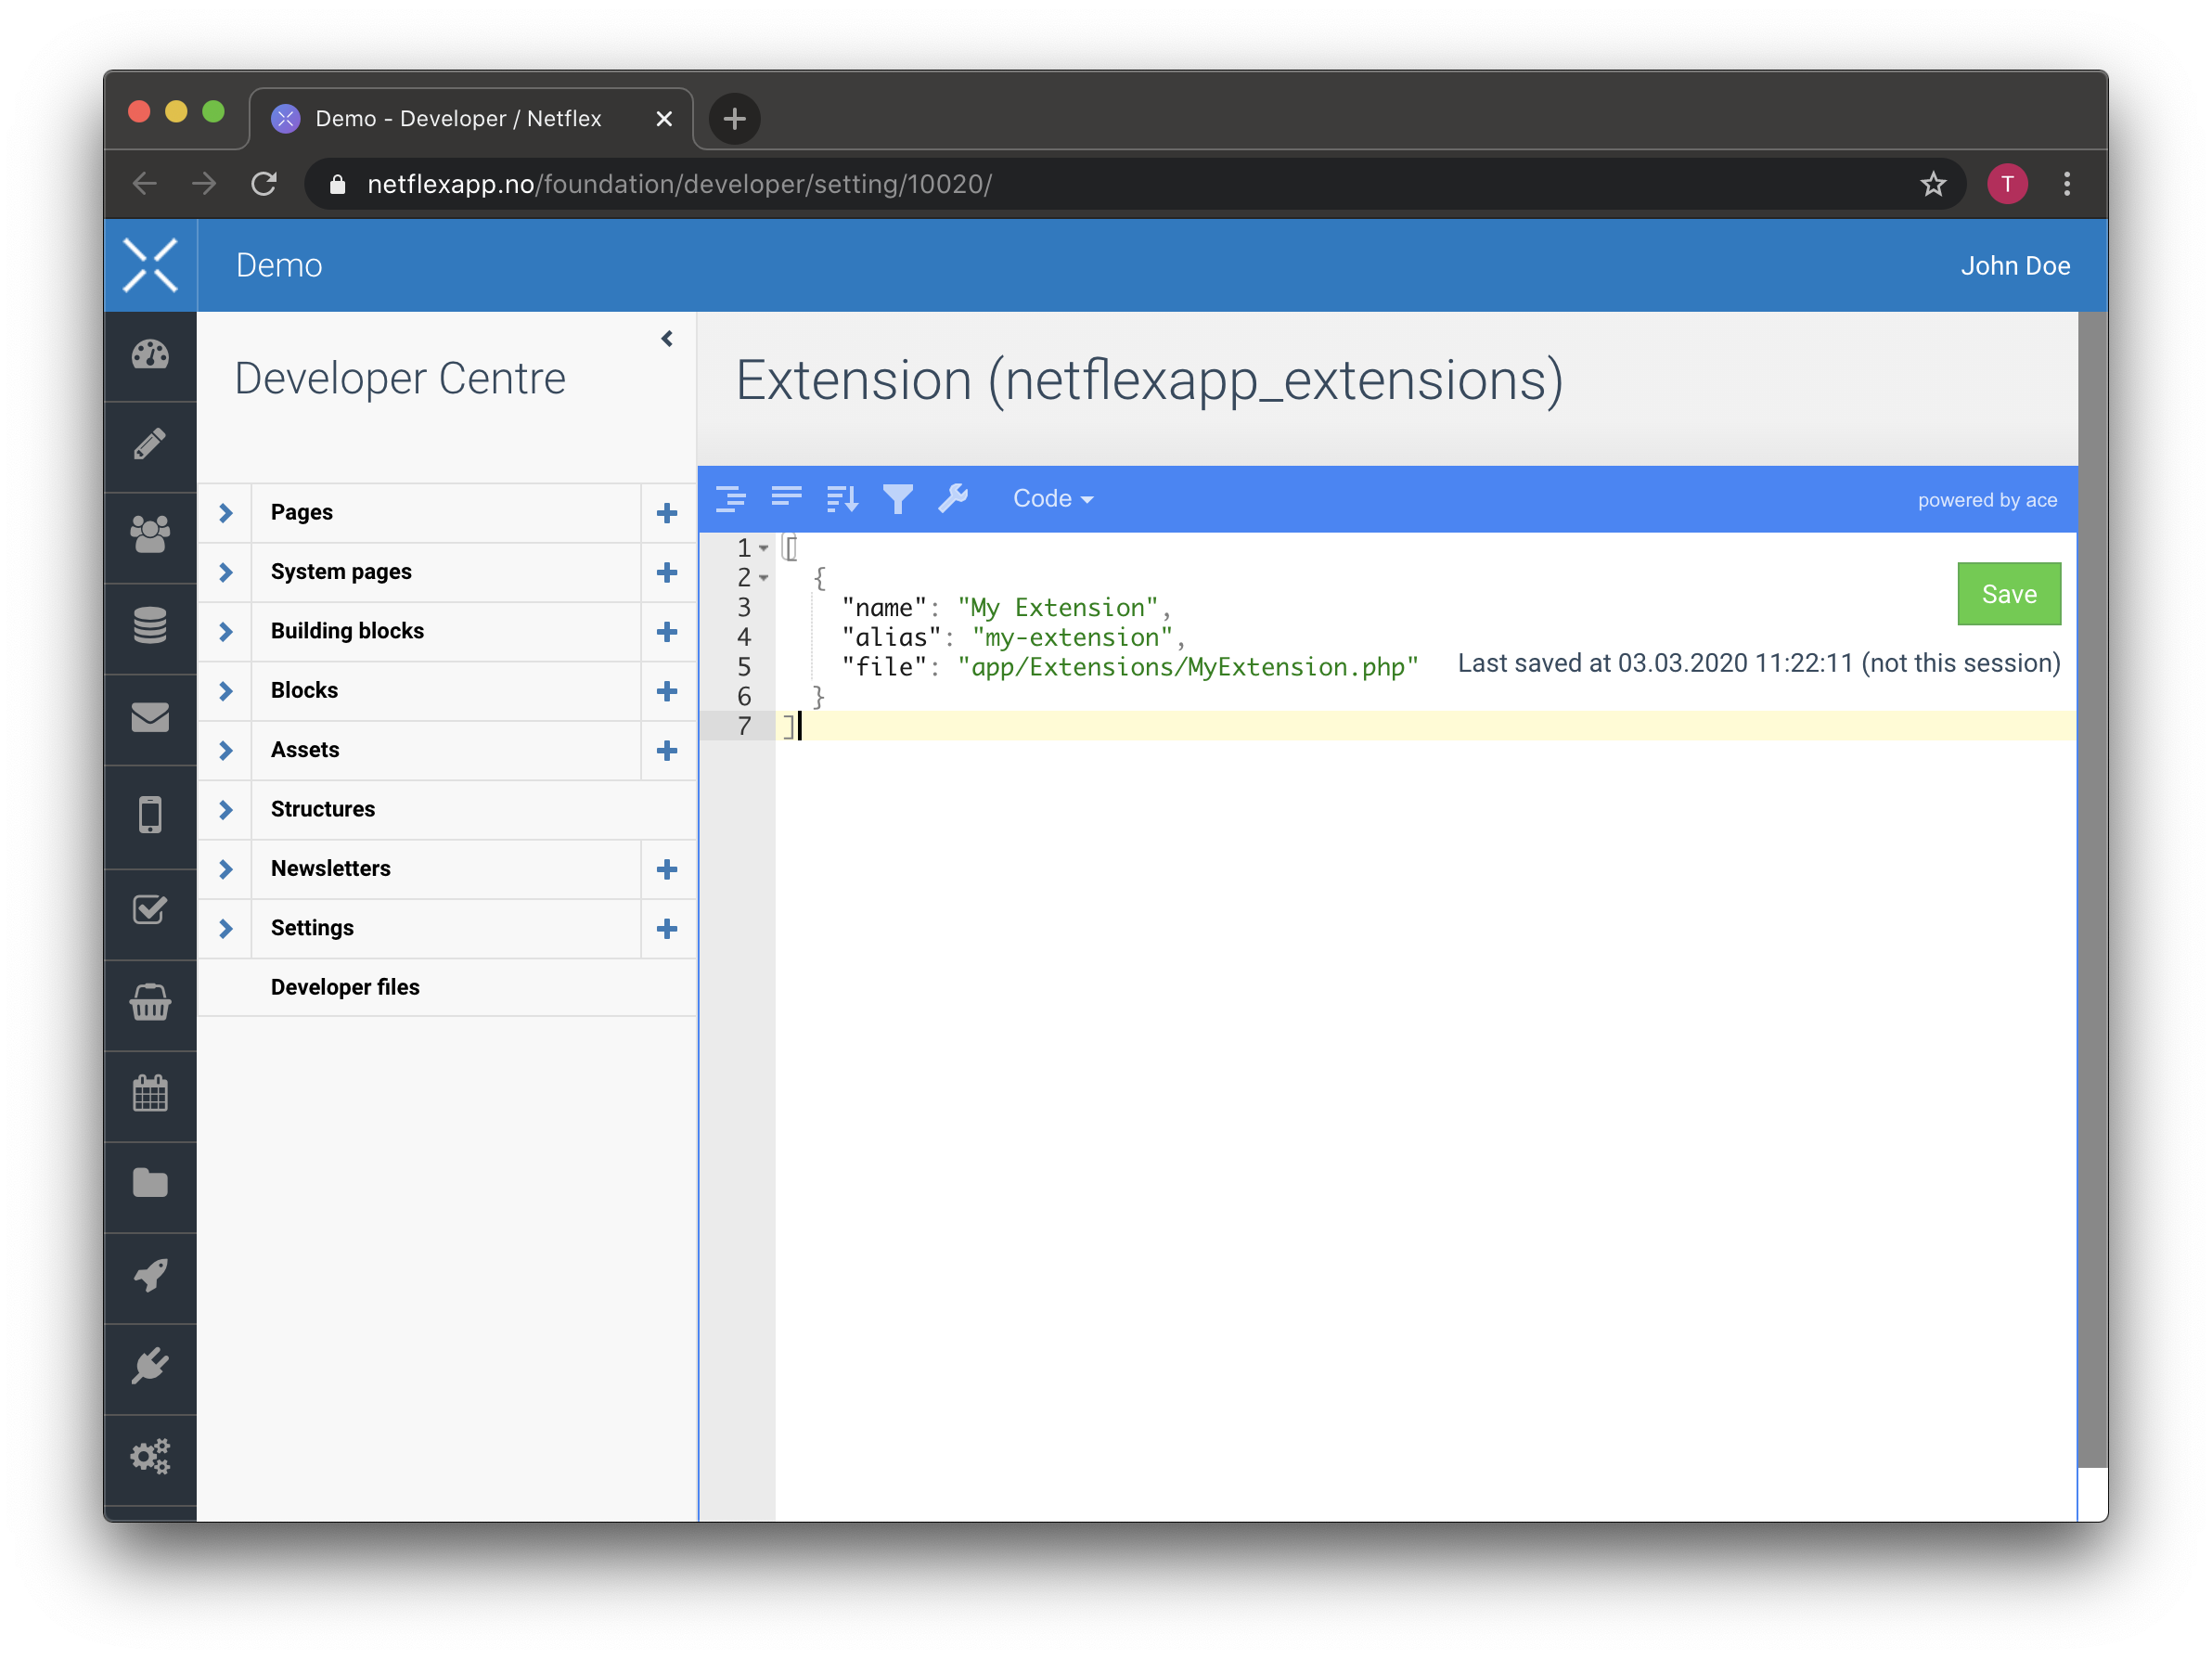 Demo - Developer / Netflex
netflexapp.no/foundation/developer/setting/10020/
T
Demo
John Doe
Developer Centre
Pages
System pages
Building blocks
Blocks
Assets
Structures
Newsletters
Settings
Developer files
Extension (netflexapp_extensions)
Code
powered by ace
1 [
2 {
3 "name": "My Extension",
4 "alias": "my-extension",
5 "file": "app/Extensions/MyExtension.php"
6 }
7 ]
Save
Last saved at 03.03.2020 11:22:11 (not this session)